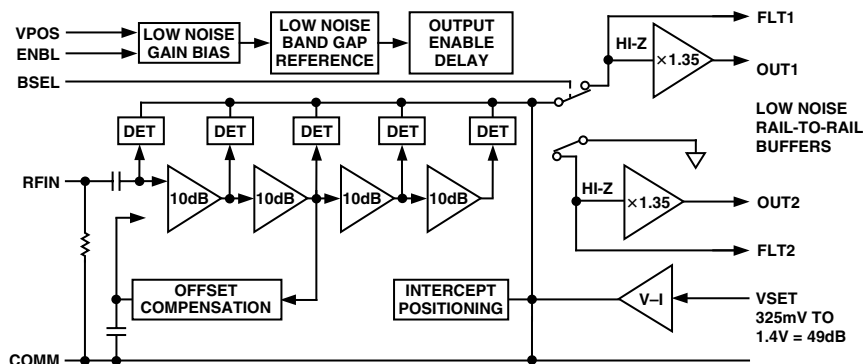 VPOS
ENBL
BSEL
LOW NOISE
GAIN BIAS
LOW NOISE
BAND GAP
REFERENCE
OUTPUT
ENABLE
DELAY
FLT1
HI-Z
×1.35
OUT1
LOW NOISE
RAIL-TO-RAIL
BUFFERS
DET
DET
DET
DET
DET
RFIN
10dB
10dB
10dB
10dB
HI-Z
×1.35
OUT2
FLT2
OFFSET
COMPENSATION
INTERCEPT
POSITIONING
V–I
VSET
325mV TO
1.4V = 49dB
COMM